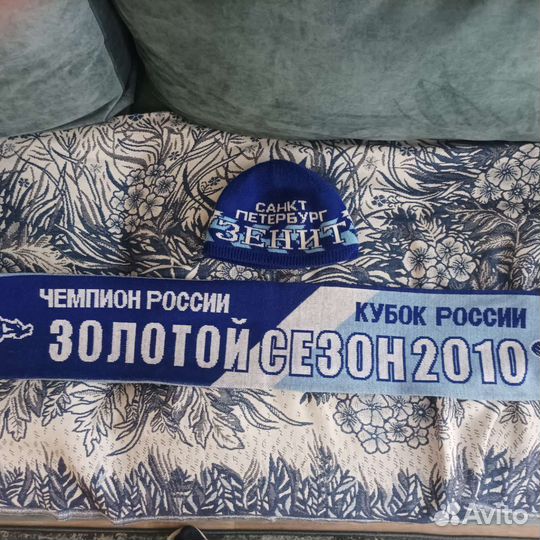 САНКТ
ПЕТЕРБУРГ
ЗЕНИТ
ЧЕМПИОН РОССИИ
КУБОК РОССИИ
ЗОЛОТОЙ СЕЗОН 2010
Avito